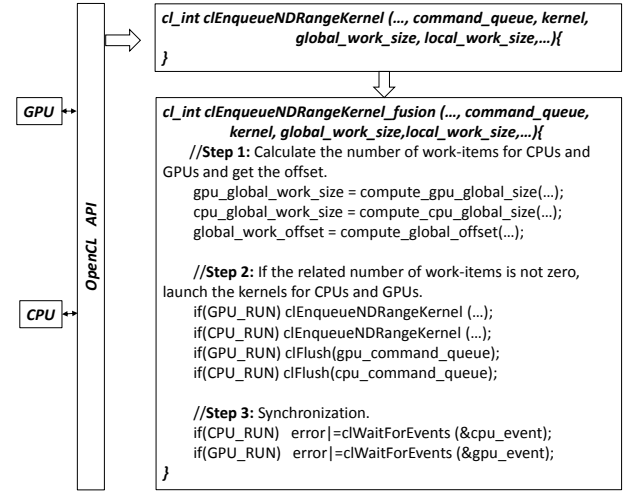 cl_int clEnqueueNDRangeKernel (…, command_queue, kernel,
global_work_size, local_work_size,…){
}
GPU
CPU
OpenCL API
cl_int clEnqueueNDRangeKernel_fusion (…, command_queue,
kernel, global_work_size,local_work_size,…){
//Step 1: Calculate the number of work-items for CPUs and
GPUs and get the offset.
gpu_global_work_size = compute_gpu_global_size(…);
cpu_global_work_size = compute_cpu_global_size(…);
global_work_offset = compute_global_offset(…);
//Step 2: If the related number of work-items is not zero,
launch the kernels for CPUs and GPUs.
if(GPU_RUN) clEnqueueNDRangeKernel (…);
if(CPU_RUN) clEnqueueNDRangeKernel (…);
if(GPU_RUN) clFlush(gpu_command_queue);
if(CPU_RUN) clFlush(cpu_command_queue);
//Step 3: Synchronization.
if(CPU_RUN) error|=clWaitForEvents (&cpu_event);
if(GPU_RUN) error|=clWaitForEvents (&gpu_event);
}